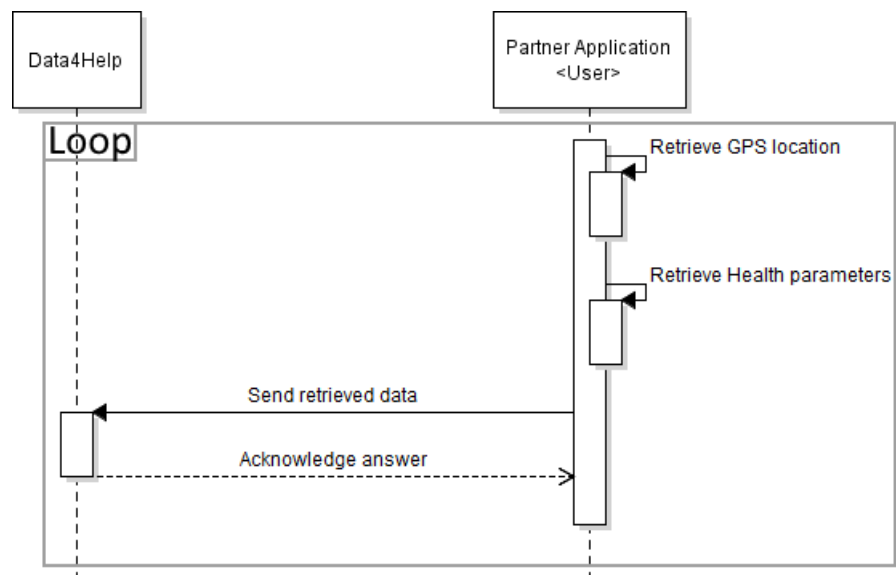 Data4Help
Partner Application
<User>
Loop
Retrieve GPS location
Retrieve Health parameters
Send retrieved data
Acknowledge answer